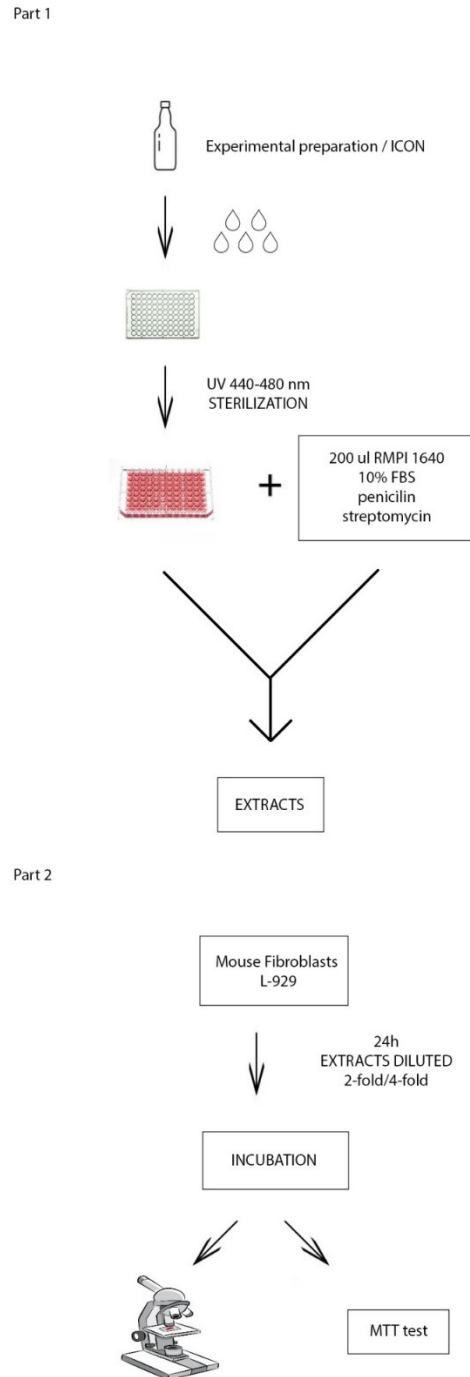 Part 1
Experimental preparation / ICON
UV 440-480 nm
STERILIZATION
200 ul RMPI 1640
10% FBS
penicilin
streptomycin
EXTRACTS
Part 2
Mouse Fibroblasts
L-929
24h
EXTRACTS DILUTED
2-fold/4-fold
INCUBATION
MTT test